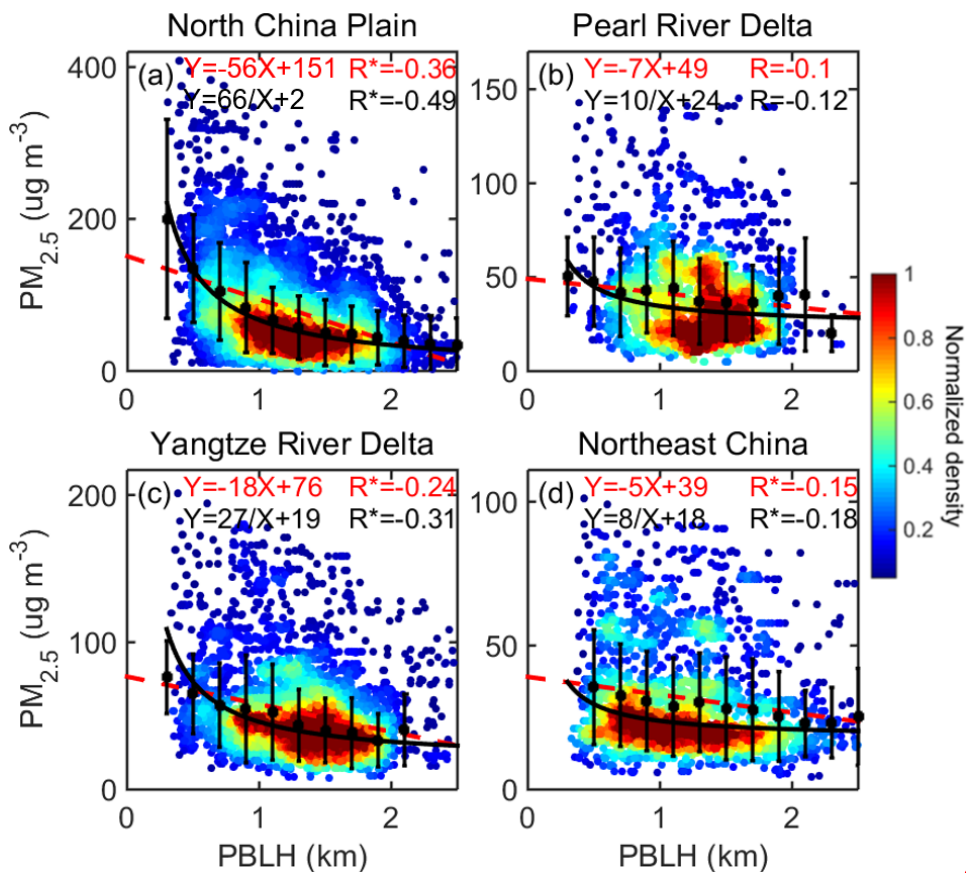 North China Plain
Pearl River Delta
(a) Y=-56X+151 R*=-0.36
Y=66/X+2 R*=-0.49
(b) Y=-7X+49 R=-0.1
Y=10/X+24 R=-0.12
400
200
0
0 1 2
150
100
50
0
0 1 2
PM2.5 (ug m-3)
Yangtze River Delta
Northeast China
(c) Y=-18X+76 R*=-0.24
Y=27/X+19 R*=-0.31
(d) Y=-5X+39 R*=-0.15
Y=8/X+18 R*=-0.18
200
100
0
0 1 2
100
50
0
0 1 2
PM2.5 (ug m-3)
PBLH (km)
PBLH (km)
1
0.8
0.6
0.4
0.2
Normalized density